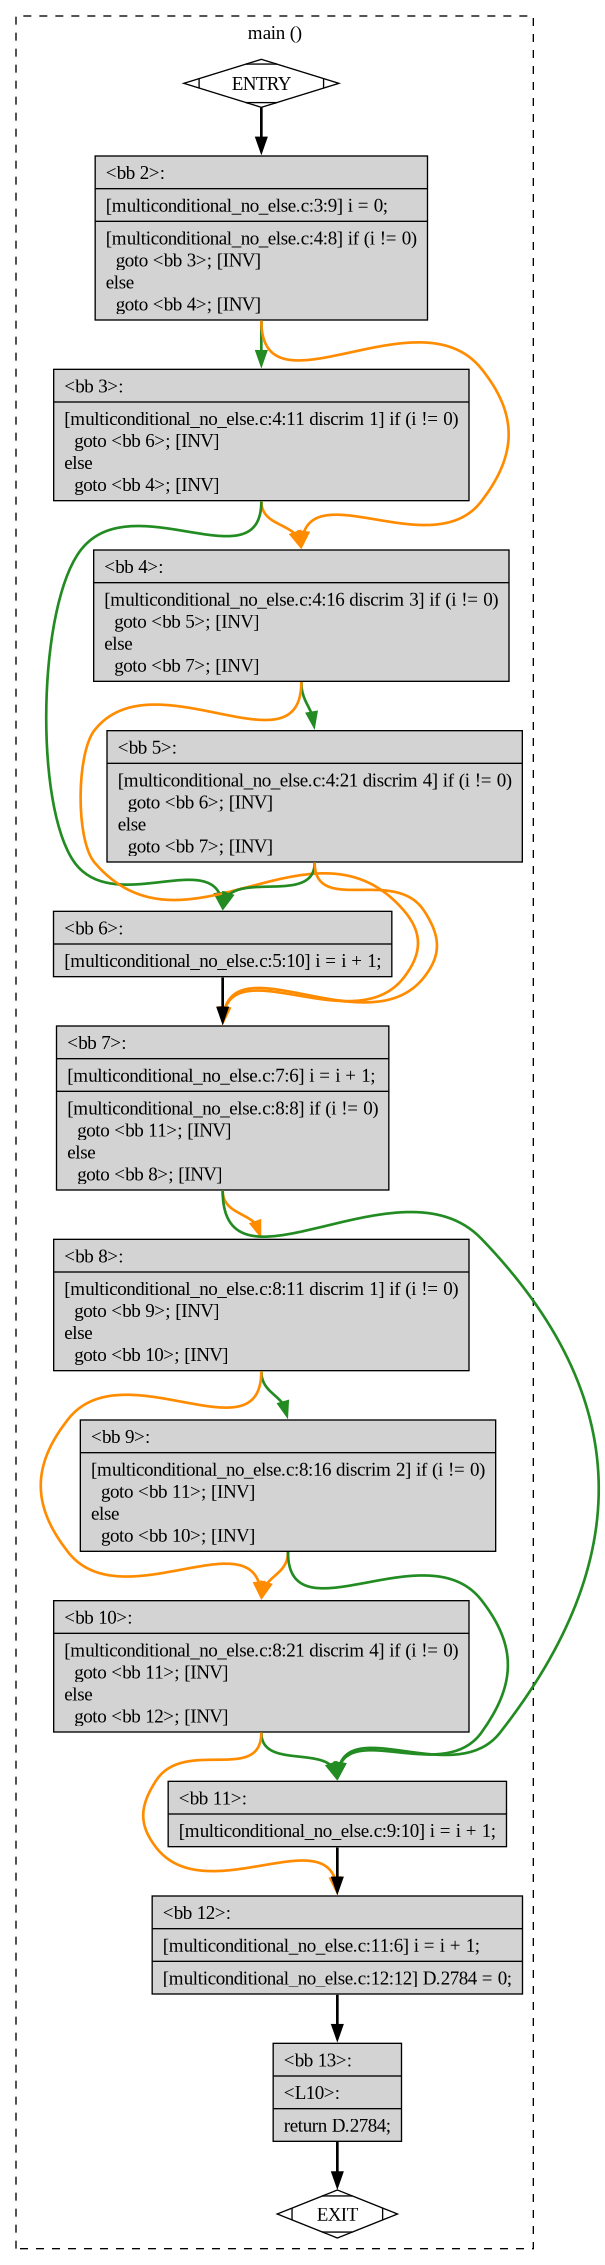 main ()
ENTRY
<bb 2>:
[multiconditional_no_else.c:3:9] i = 0;
[multiconditional_no_else.c:4:8] if (i != 0)
goto <bb 3>; [INV]
else
goto <bb 4>; [INV]
<bb 3>:
[multiconditional_no_else.c:4:11 discrim 1] if (i != 0)
goto <bb 6>; [INV]
else
goto <bb 4>; [INV]
<bb 4>:
[multiconditional_no_else.c:4:16 discrim 3] if (i != 0)
goto <bb 5>; [INV]
else
goto <bb 7>; [INV]
<bb 5>:
[multiconditional_no_else.c:4:21 discrim 4] if (i != 0)
goto <bb 6>; [INV]
else
goto <bb 7>; [INV]
<bb 6>:
[multiconditional_no_else.c:5:10] i = i + 1;
<bb 7>:
[multiconditional_no_else.c:7:6] i = i + 1;
[multiconditional_no_else.c:8:8] if (i != 0)
goto <bb 11>; [INV]
else
goto <bb 8>; [INV]
<bb 8>:
[multiconditional_no_else.c:8:11 discrim 1] if (i != 0)
goto <bb 9>; [INV]
else
goto <bb 10>; [INV]
<bb 9>:
[multiconditional_no_else.c:8:16 discrim 2] if (i != 0)
goto <bb 11>; [INV]
else
goto <bb 10>; [INV]
<bb 10>:
[multiconditional_no_else.c:8:21 discrim 4] if (i != 0)
goto <bb 11>; [INV]
else
goto <bb 12>; [INV]
<bb 11>:
[multiconditional_no_else.c:9:10] i = i + 1;
<bb 12>:
[multiconditional_no_else.c:11:6] i = i + 1;
[multiconditional_no_else.c:12:12] D.2784 = 0;
<bb 13>:
<L10>:
return D.2784;
EXIT